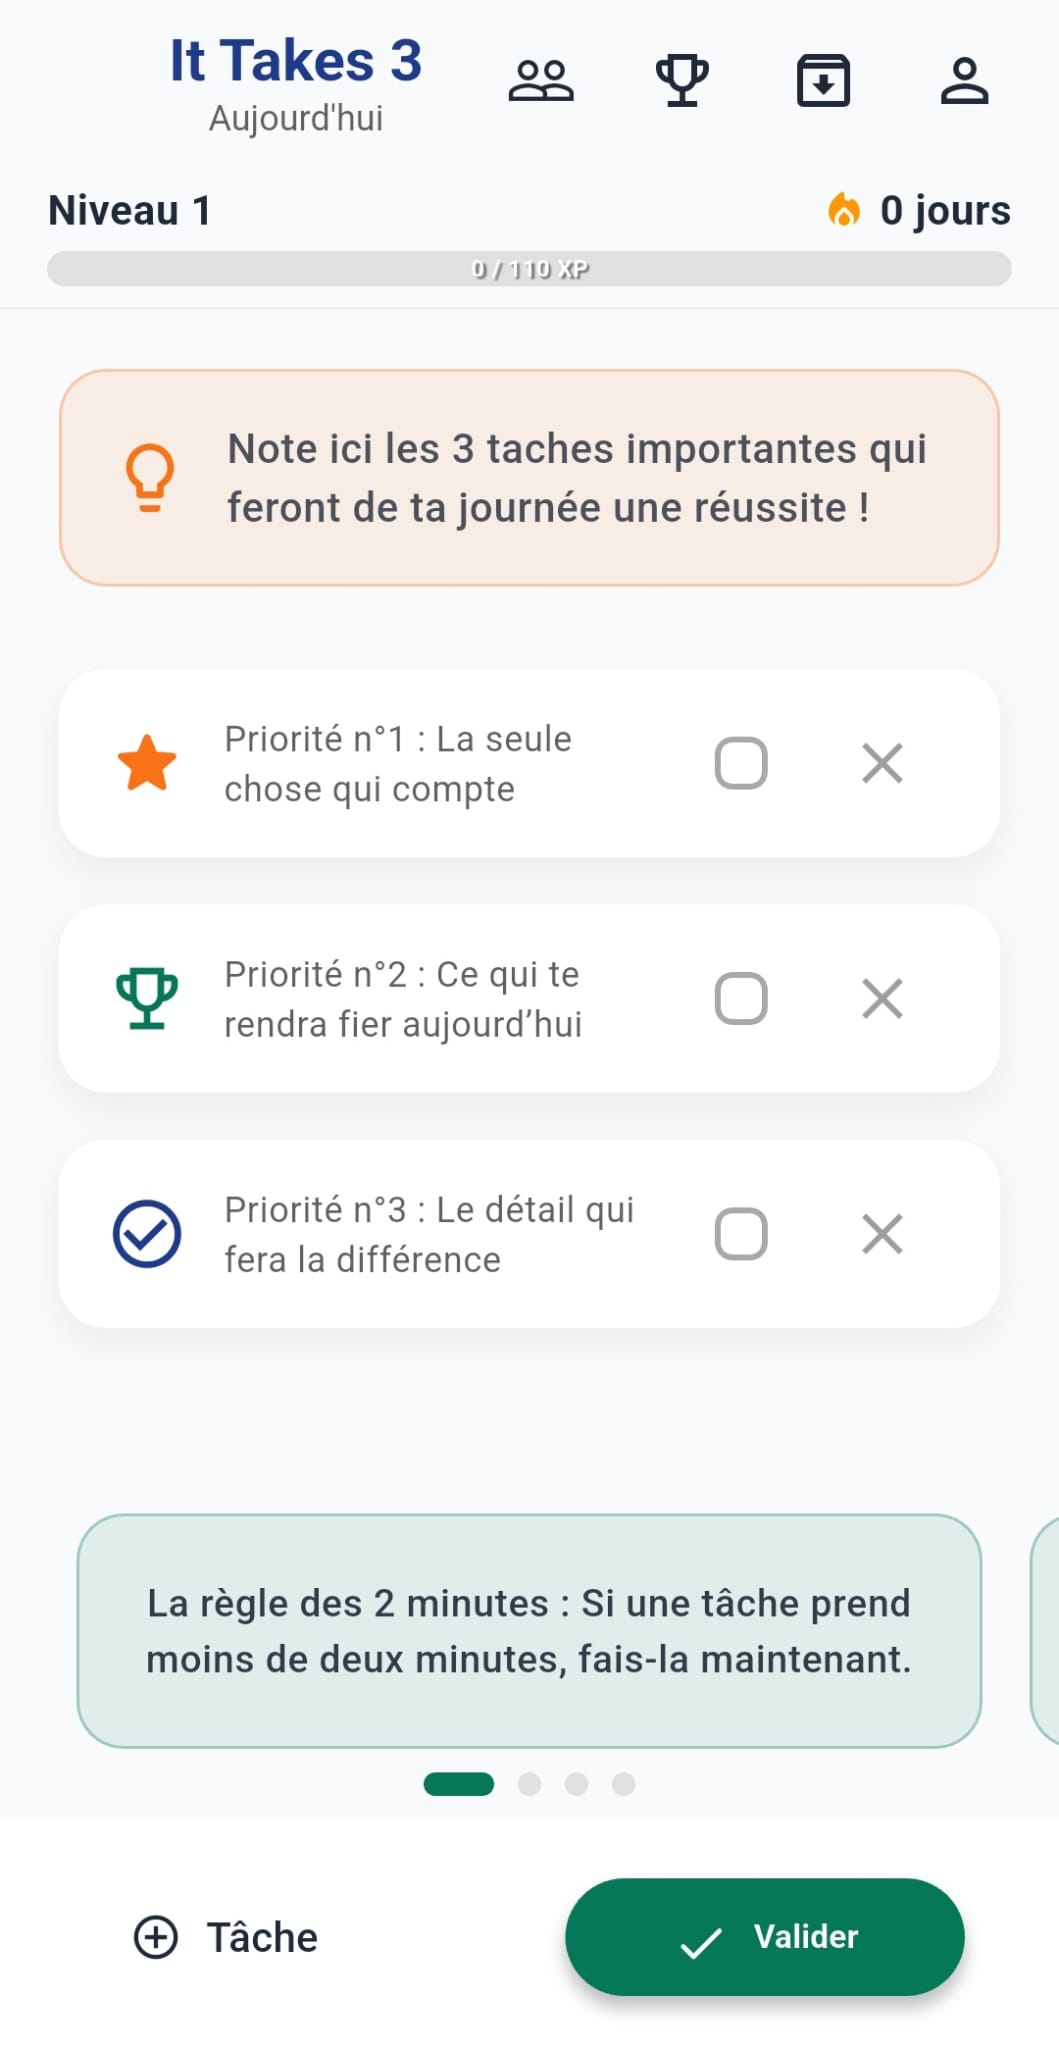 It Takes 3
Aujourd'hui
Niveau 1
0 jours
0 / 110 XP
Note ici les 3 taches importantes qui
feront de ta journée une réussite !
Priorité n°1 : La seule
chose qui compte
Priorité n°2 : Ce qui te
rendra fier aujourd’hui
Priorité n°3 : Le détail qui
fera la différence
La règle des 2 minutes : Si une tâche prend
moins de deux minutes, fais-la maintenant.
Tâche
Valider